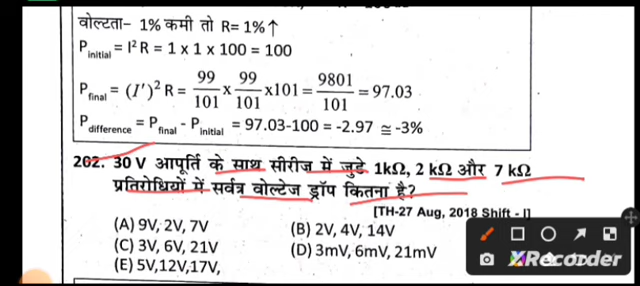 वोल्टता- 1% कमी तो R= 1%↑
P_initial = I² R = 1 x 1 x 100 = 100
P_final = (I′)² R = 99/101 x 99/101 x101 = 9801/101 = 97.03
P_difference = P_final - P_initial = 97.03-100 = -2.97 ≅ -3%
262. 30 V आपूर्ति के साथ सीरीज में जुड़े 1kΩ, 2 kΩ और 7 kΩ
प्रतिरोधियों में सर्वत्र वोल्टेज ड्रॉप कितना है?
[TH-27 Aug, 2018 Shift - I]
(A) 9V, 2V, 7V (B) 2V, 4V, 14V
(C) 3V, 6V, 21V (D) 3mV, 6mV, 21mV
(E) 5V,12V,17V,
XRecorder